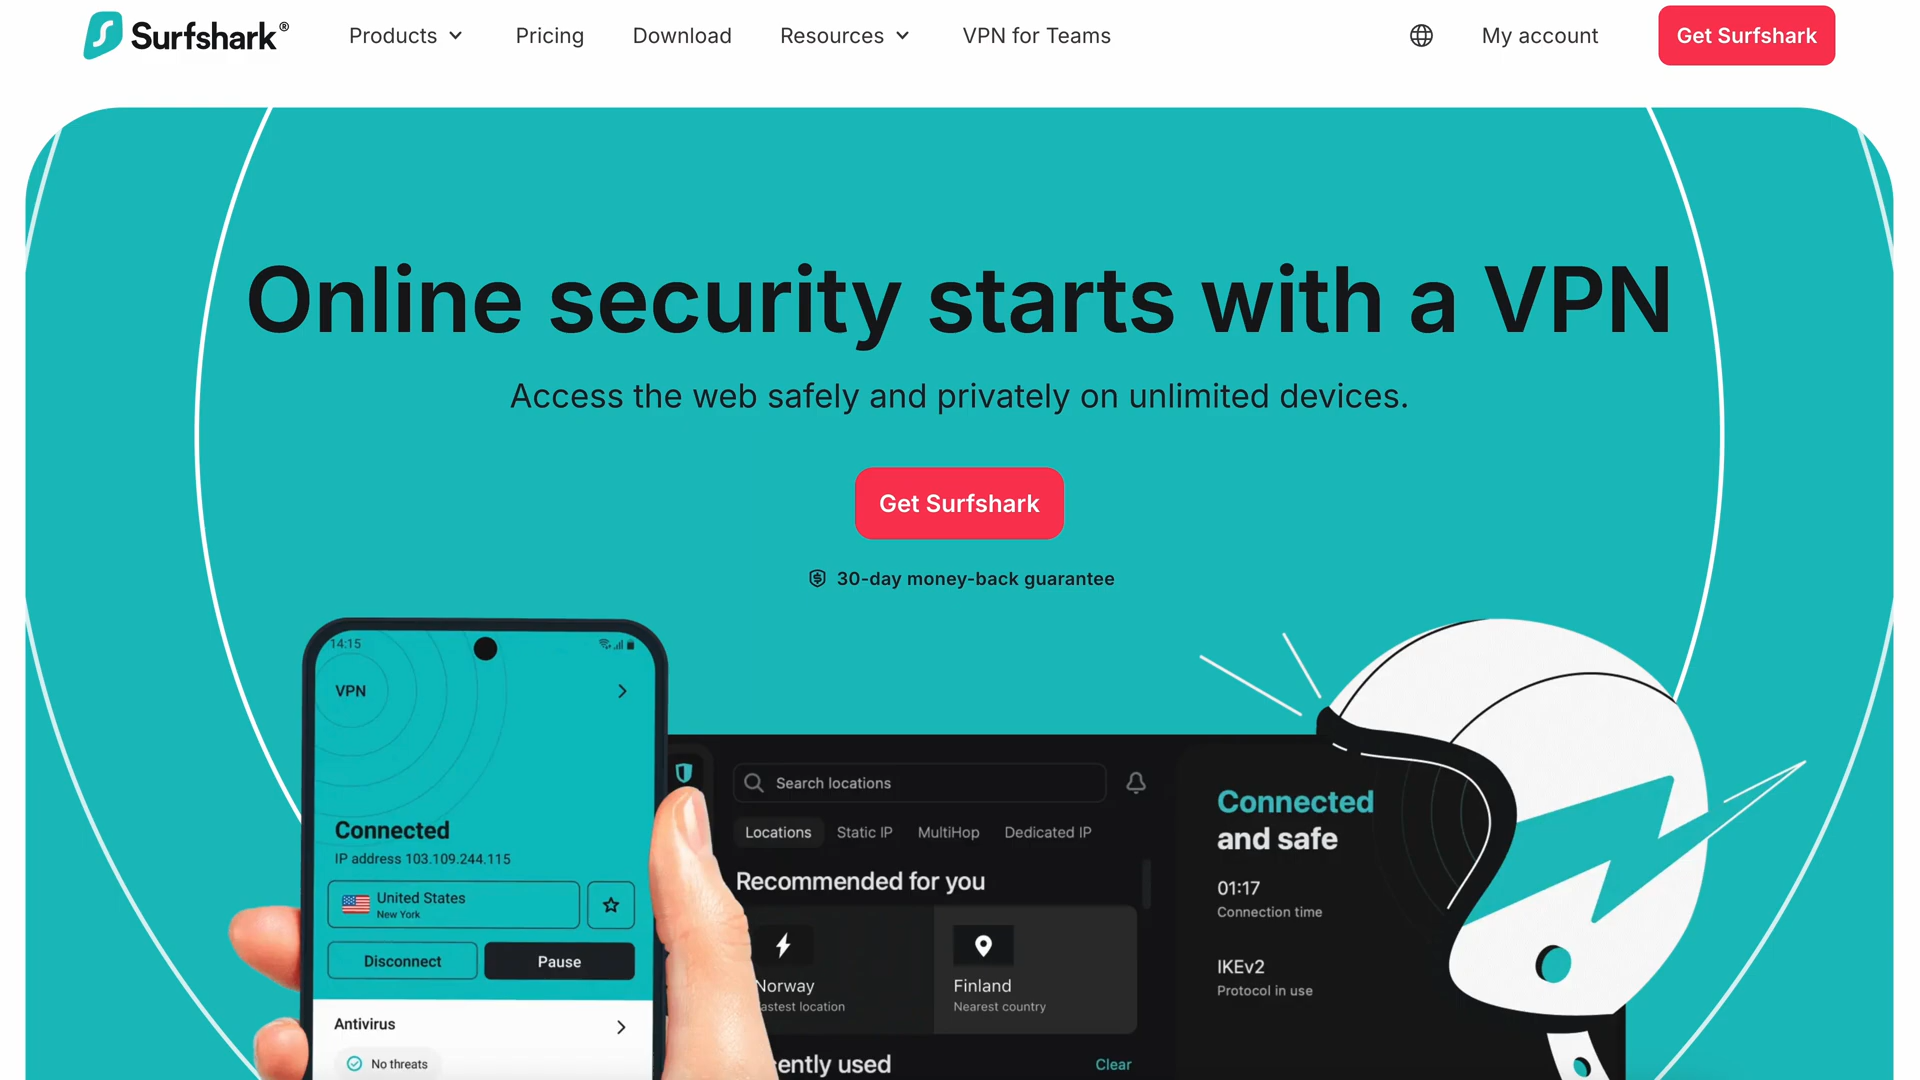 Surfshark®
Products
Pricing
Download
Resources
VPN for Teams
My account
Get Surfshark
Online security starts with a VPN
Access the web safely and privately on unlimited devices.
Get Surfshark
30-day money-back guarantee
14:15
VPN
Connected
IP address 103.109.244.115
United States
New York
Disconnect
Pause
Antivirus
No threats
Search locations
Locations
Static IP
MultiHop
Dedicated IP
Recommended for you
Norway
astest location
Finland
Nearest country
ently used
Clear
Connected
and safe
01:17
Connection time
IKEv2
Protocol in use